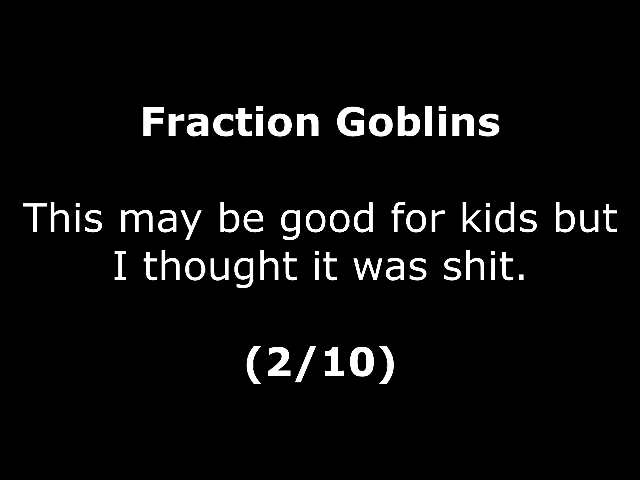 Fraction Goblins
This may be good for kids but
I thought it was shit.
(2/10)